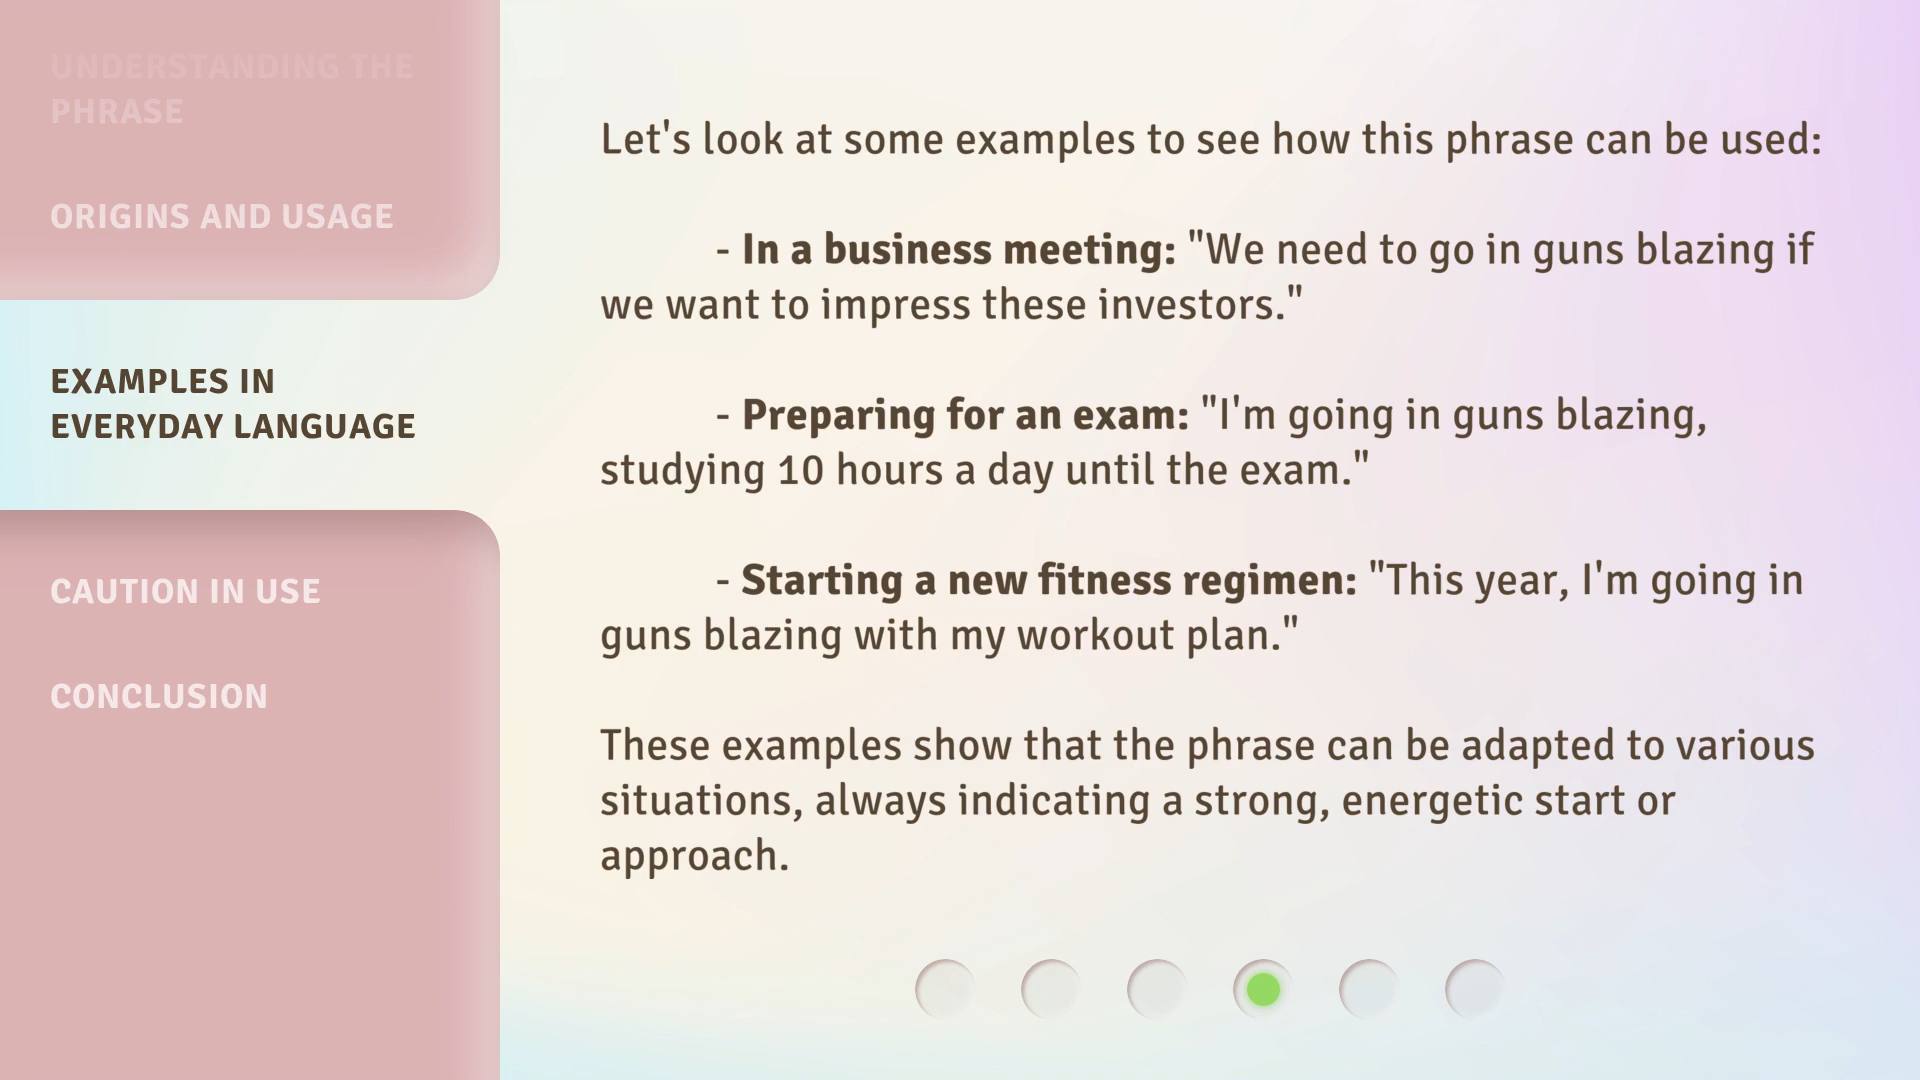 UNDERSTANDING THE
PHRASE
ORIGINS AND USAGE
EXAMPLES IN
EVERYDAY LANGUAGE
CAUTION IN USE
CONCLUSION
Let's look at some examples to see how this phrase can be used:
- In a business meeting: "We need to go in guns blazing if
we want to impress these investors."
- Preparing for an exam: "I'm going in guns blazing,
studying 10 hours a day until the exam."
- Starting a new fitness regimen: "This year, I'm going in
guns blazing with my workout plan."
These examples show that the phrase can be adapted to various
situations, always indicating a strong, energetic start or
approach.